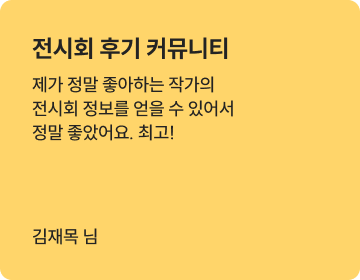 전시회 후기 커뮤니티
제가 정말 좋아하는 작가의
전시회 정보를 얻을 수 있어서
정말 좋았어요. 최고!
김재목 님